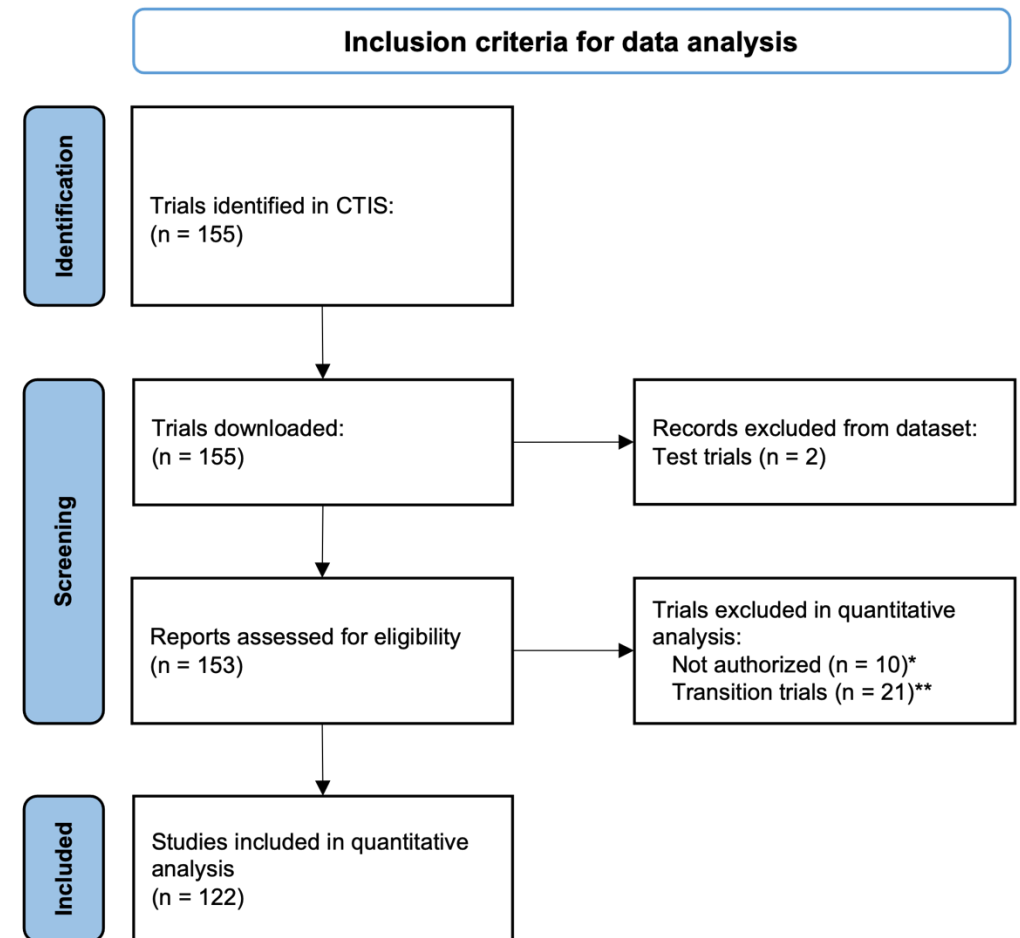 Inclusion criteria for data analysis
Identification
Trials identified in CTIS:
(n = 155)
Screening
Trials downloaded:
(n = 155)
Records excluded from dataset:
Test trials (n = 2)
Reports assessed for eligibility
(n = 153)
Trials excluded in quantitative
analysis:
Not authorized (n = 10)*
Transition trials (n = 21)**
Included
Studies included in quantitative
analysis
(n = 122)